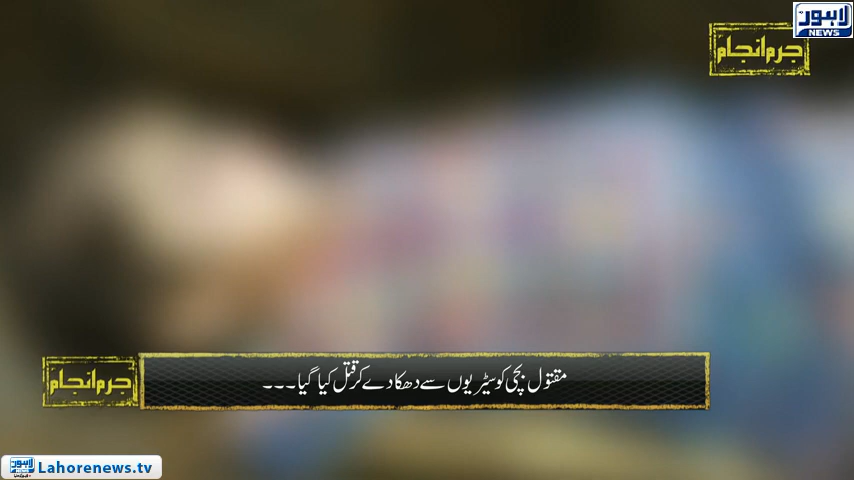 لاہور
NEWS
جرم انجام
مقتول بچی کو سیڑیوں سے دھکا دے کر قتل کیا گیا ۔۔۔
جرم انجام
لاہور
Lahorenews.tv